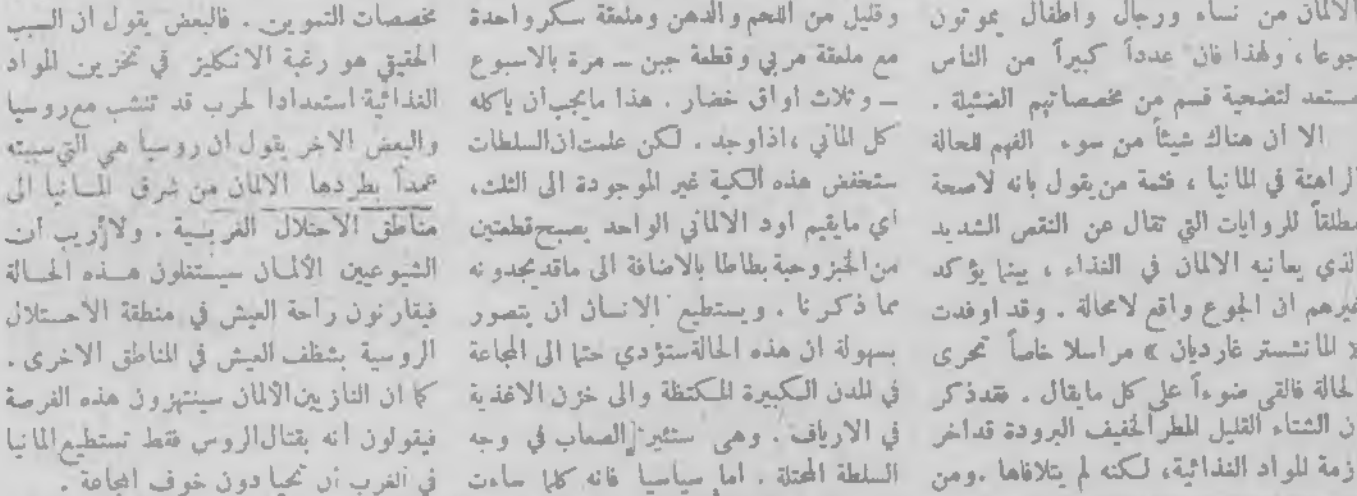 الالمان من نساء ورجال واطفال يموتون
جوعا ، ولهذا فان عدداً كبيراً من الناس
مستعد لتضحية قسم من مخصصاتهم الضئيلة .
الا ان هناك شيئاً من سوء الفهم للحالة
الراهنة في المانيا ، فثمة من يقول بانه لاصحة
مطلقاً للروايات التي تقال عن النقص الشديد
الذي يعانيه الالمان في الغذاء ، بينما يؤكد
غيرهم ان الجوع واقع لامحالة . وقد اوفدت
« المانشستر غارديان » مراسلا خاصاً تحرى
الحالة فالقى ضوءاً على كل مايقال . فقد ذكر
ان الشتاء القليل المطر الخفيف البرودة قد اخر
ازمة المواد الغذائية، لكنه لم يتلافاها . ومن
وقليل من اللحم والدهن وملعقة سكر واحدة
مع ملعقة مربي وقطعة جبن ــ مرة بالاسبوع
ــ وثلاث اواق خضار . هذا مايجب ان ياكله
كل الماني ، اذا وجد . لكن علمت ان السلطات
ستخفض هذه الكمية غير الموجودة الى الثلث،
اي مايقيم اود الالماني الواحد يصبح قطعتين
من الخبز وحبة بطاطا بالاضافة الى ماقد يجدونه
مما ذكرنا . ويستطيع الانسان ان يتصور
بسهولة ان هذه الحالة ستؤدي حتما الى المجاعة
في المدن الكبيرة المكتظة والى خزن الاغذية
في الارياف . وهي ستثير الصعاب في وجه
السلطة المحتلة . اما سياسيا فانه كلما ساءت
مخصصات التموين . فالبعض يقول ان السبب
الحقيقي هو رغبة الانكليز في تخزين المواد
الغذائية استعدادا لحرب قد تنشب مع روسيا
والبعض الاخر يقول ان روسيا هي التي سببته
عمداً بطردها الالمان من شرق المانيا الى
مناطق الاحتلال الغربية . ولا ريب ان
الشيوعيين الالمان سيستغلون هذه الحالة
فيقارنون راحة العيش في منطقة الاحتلال
الروسية بشظف العيش في المناطق الاخرى .
كما ان النازيين الالمان سينتهزون هذه الفرصة
فيقولون انه بقتال الروس فقط تستطيع المانيا
في الغرب ان تحيا دون خوف المجاعة .